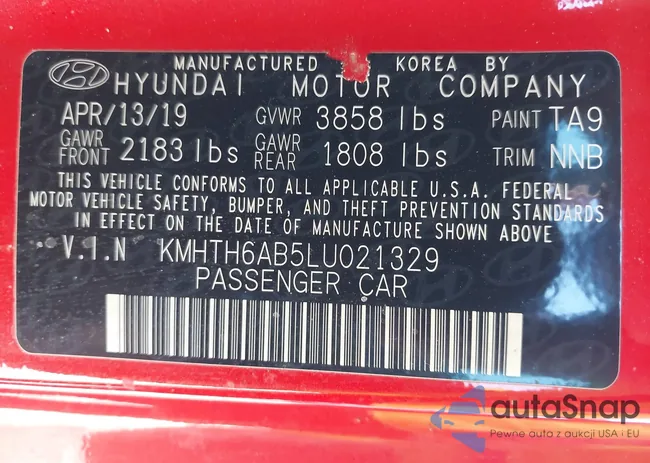 MANUFACTURED KOREA BY
HYUNDAI MOTOR COMPANY
APR/13/19 GVWR 3858 lbs PAINT TA9
GAWR FRONT 2183 lbs GAWR REAR 1808 lbs TRIM NNB
THIS VEHICLE CONFORMS TO ALL APPLICABLE U.S.A. FEDERAL
MOTOR VEHICLE SAFETY, BUMPER, AND THEFT PREVENTION STANDARDS
IN EFFECT ON THE DATE OF MANUFACTURE SHOWN ABOVE
V.I.N KMHTH6AB5LU021329
PASSENGER CAR
autoSnap
Pewne auta z aukcji USA i EU